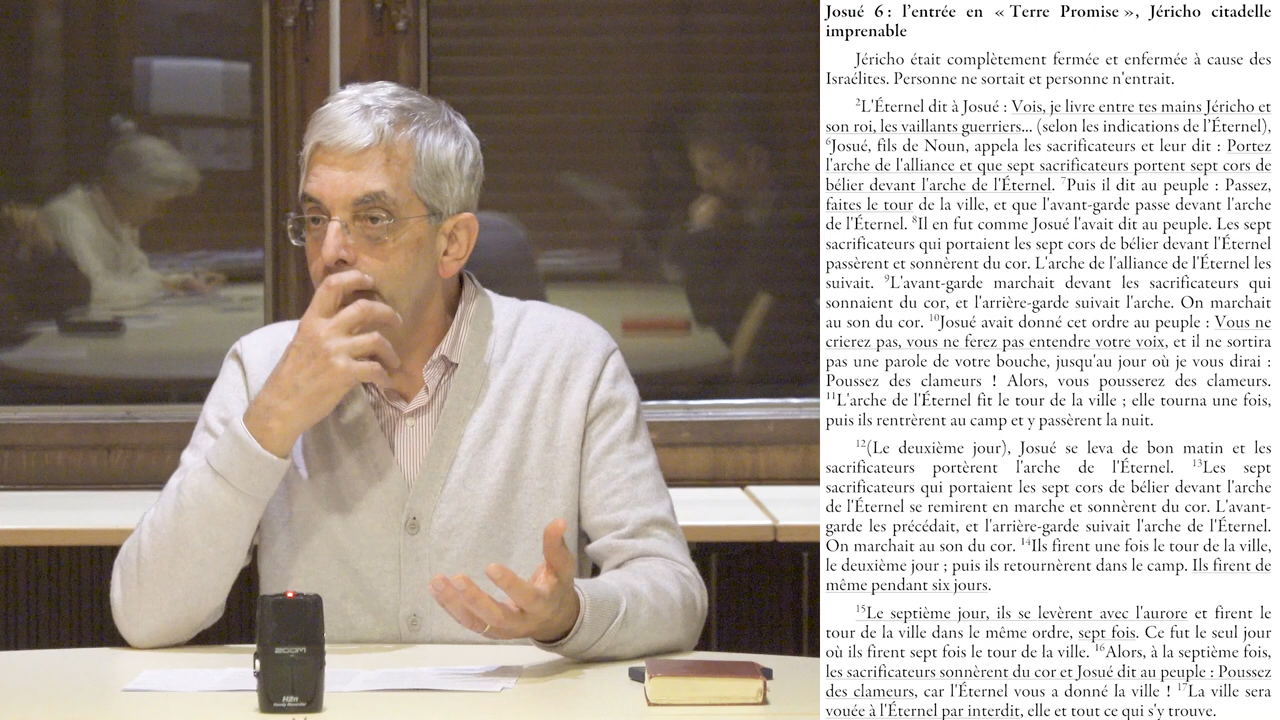 Josué 6 : l'entrée en « Terre Promise », Jéricho citadelle
imprenable
Jéricho était complètement fermée et enfermée à cause des
Israélites. Personne ne sortait et personne n'entrait.
2L'Éternel dit à Josué : Vois, je livre entre tes mains Jéricho et
son roi, les vaillants guerriers... (selon les indications de l'Éternel),
6Josué, fils de Noun, appela les sacrificateurs et leur dit : Portez
l'arche de l'alliance et que sept sacrificateurs portent sept cors de
bélier devant l'arche de l'Éternel. 7Puis il dit au peuple : Passez,
faites le tour de la ville, et que l'avant-garde passe devant l'arche
de l'Éternel. 8Il en fut comme Josué l'avait dit au peuple. Les sept
sacrificateurs qui portaient les sept cors de bélier devant l'Éternel
passèrent et sonnèrent du cor. L'arche de l'alliance de l'Éternel les
suivait. 9L'avant-garde marchait devant les sacrificateurs qui
sonnaient du cor, et l'arrière-garde suivait l'arche. On marchait
au son du cor. 10Josué avait donné cet ordre au peuple : Vous ne
crierez pas, vous ne ferez pas entendre votre voix, et il ne sortira
pas une parole de votre bouche, jusqu'au jour où je vous dirai :
Poussez des clameurs ! Alors, vous pousserez des clameurs.
11L'arche de l'Éternel fit le tour de la ville ; elle tourna une fois,
puis ils rentrèrent au camp et y passèrent la nuit.
12(Le deuxième jour), Josué se leva de bon matin et les
sacrificateurs portèrent l'arche de l'Éternel. 13Les sept
sacrificateurs qui portaient les sept cors de bélier devant l'arche
de l'Éternel se remirent en marche et sonnèrent du cor. L'avant-
garde les précédait, et l'arrière-garde suivait l'arche de l'Éternel.
On marchait au son du cor. 14Ils firent une fois le tour de la ville,
le deuxième jour ; puis ils retournèrent dans le camp. Ils firent de
même pendant six jours.
15Le septième jour, ils se levèrent avec l'aurore et firent le
tour de la ville dans le même ordre, sept fois. Ce fut le seul jour
où ils firent sept fois le tour de la ville. 16Alors, à la septième fois,
les sacrificateurs sonnèrent du cor et Josué dit au peuple : Poussez
des clameurs, car l'Éternel vous a donné la ville ! 17La ville sera
vouée à l'Éternel par interdit, elle et tout ce qui s'y trouve.
ZOOM
H2n
Handy Recorder